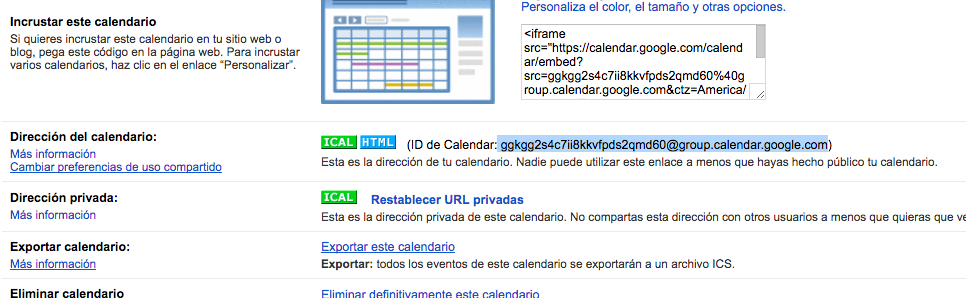 Personaliza el color, el tamaño y otras opciones.
Incrustar este calendario
Si quieres incrustar este calendario en tu sitio web o
blog, pega este código en la página web. Para incrustar
varios calendarios, haz clic en el enlace “Personalizar”.
<iframe
src="https://calendar.google.com/calend
ar/embed?
src=ggkgg2s4c7ii8kkvfpds2qmd60%40g
roup.calendar.google.com&ctz=America/
Dirección del calendario:
Más información
Cambiar preferencias de uso compartido
ICAL HTML (ID de Calendar: ggkgg2s4c7ii8kkvfpds2qmd60@group.calendar.google.com)
Esta es la dirección de tu calendario. Nadie puede utilizar este enlace a menos que hayas hecho público tu calendario.
Dirección privada:
Más información
ICAL Restablecer URL privadas
Esta es la dirección privada de este calendario. No compartas esta dirección con otros usuarios a menos que quieras que ve
Exportar calendario:
Más información
Exportar este calendario
Exportar: todos los eventos de este calendario se exportarán a un archivo ICS.
Eliminar calendario
Eliminar definitivamente este calendario